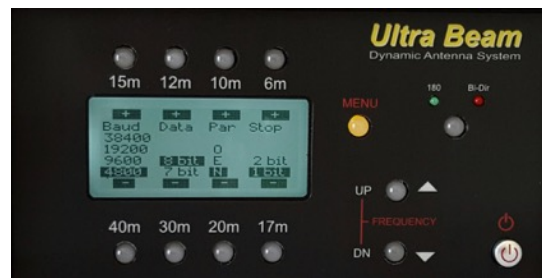 Ultra Beam
Dynamic Antenna System
15m 12m 10m 6m
180 Bi-Dir
MENU
+ + + +
Baud Data Par Stop
38400
19200 O
9600 8 bit E 2 bit
4800 7 bit N 1 bit
- - - -
UP
FREQUENCY
DN
40m 30m 20m 17m